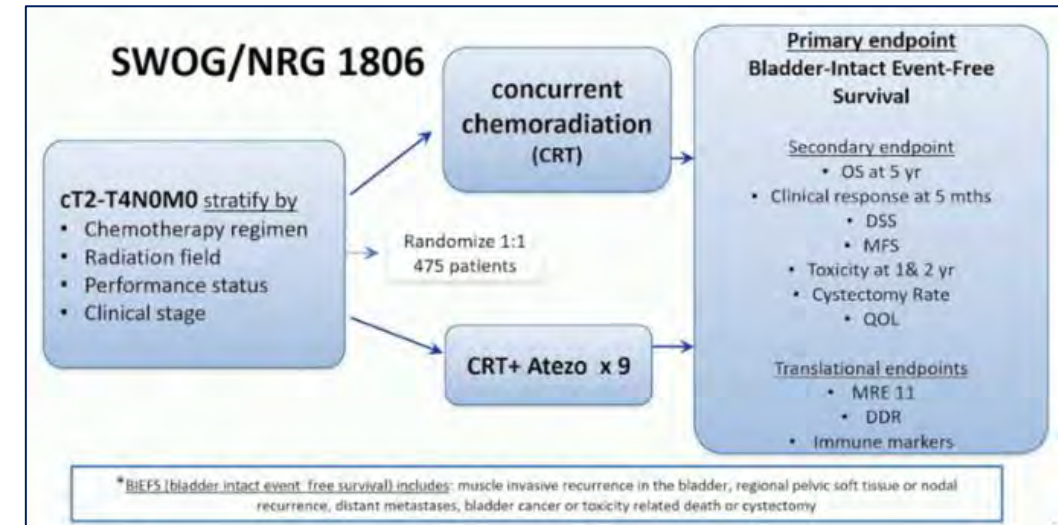 SWOG/NRG 1806
cT2-T4N0M0 stratify by
• Chemotherapy regimen
• Radiation field
• Performance status
• Clinical stage
concurrent
chemoradiation
(CRT)
Randomize 1:1
475 patients
CRT+ Atezo x 9
Primary endpoint
Bladder-Intact Event-Free
Survival
Secondary endpoint
• OS at 5 yr
• Clinical response at 5 mths
• DSS
• MFS
• Toxicity at 1& 2 yr
• Cystectomy Rate
• QOL
Translational endpoints
• MRE 11
• DDR
• Immune markers
*BIEFS (bladder intact event free survival) includes: muscle invasive recurrence in the bladder, regional pelvic soft tissue or nodal
recurrence, distant metastases, bladder cancer or toxicity related death or cystectomy